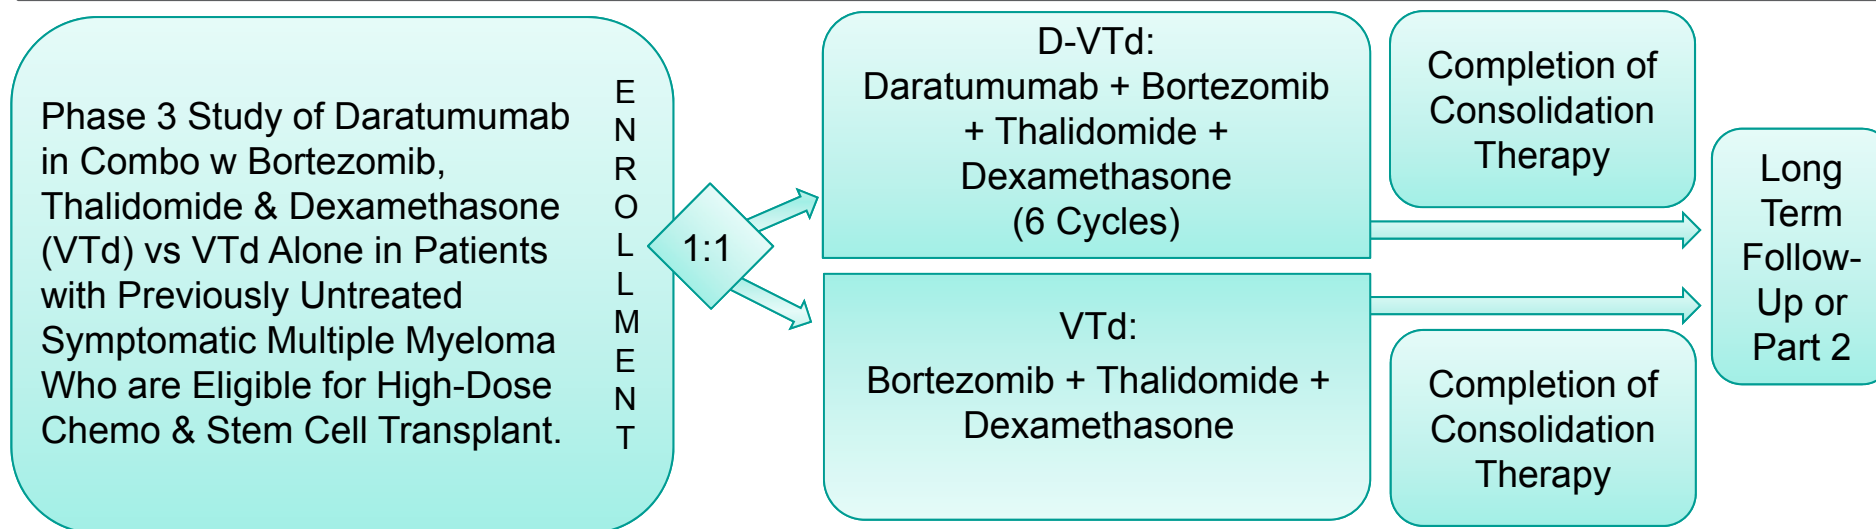 Phase 3 Study of Daratumumab
in Combo w Bortezomib,
Thalidomide & Dexamethasone
(VTd) vs VTd Alone in Patients
with Previously Untreated
Symptomatic Multiple Myeloma
Who are Eligible for High-Dose
Chemo & Stem Cell Transplant.
E
N
R
O
L
L
M
E
N
T
1:1
D-VTd:
Daratumumab + Bortezomib
+ Thalidomide +
Dexamethasone
(6 Cycles)
Completion of
Consolidation
Therapy
VTd:
Bortezomib + Thalidomide +
Dexamethasone
Completion of
Consolidation
Therapy
Long
Term
Follow-
Up or
Part 2